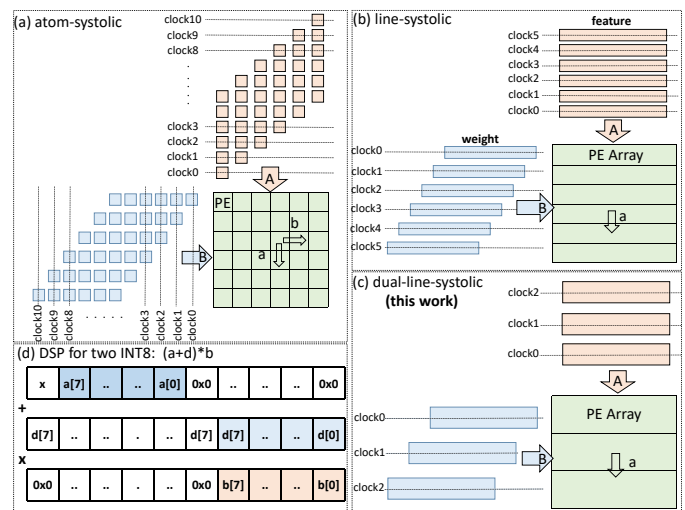 (a) atom-systolic
clock10
clock9
clock8
.
.
.
clock3
clock2
clock1
clock0
A
PE
b
a
B
clock10
clock9
clock8
. . . . .
clock3
clock2
clock1
clock0
(b) line-systolic
feature
clock5
clock4
clock3
clock2
clock1
clock0
A
weight
clock0
clock1
clock2
clock3
clock4
clock5
B
PE Array
a
(c) dual-line-systolic
(this work)
clock2
clock1
clock0
A
clock0
clock1
clock2
B
PE Array
a
(d) DSP for two INT8: (a+d)*b
x a[7] .. .. a[0] 0x0 .. .. .. 0x0
+
d[7] .. .. . .. d[7] d[7] .. .. d[0]
x
0x0 .. .. .. .. 0x0 b[7] .. .. b[0]